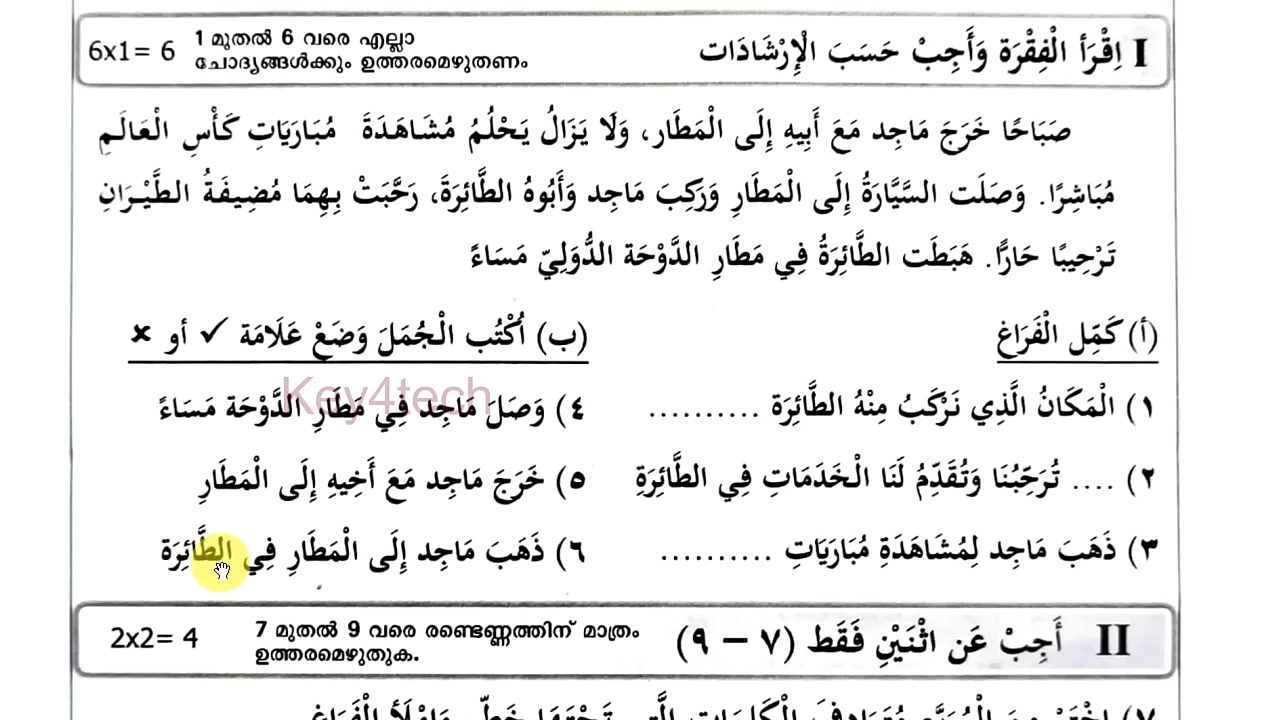 I اِقْرَأ الْفِقْرَة وَأَجِبْ حَسَبَ الْإِرْشَادَات
1 മുതൽ 6 വരെ എല്ലാ
ചോദ്യങ്ങൾക്കും ഉത്തരമെഴുതണം.
6x1= 6
صَبَاحًا خَرَجَ مَاجِد مَعَ أَبِيهِ إِلَى الْمَطَار، وَلَا يَزَالُ يَحْلُمُ مُشَاهَدَةَ مُبَارَيَاتِ كَأْسِ الْعَالَمِ
مُبَاشِرًا. وَصَلَت السَّيَّارَةُ إِلَى الْمَطَارِ وَرَكِبَ مَاجِد وَأَبُوهُ الطَّائِرَةَ، رَحَّبَتْ بِهِمَا مُضِيفَةُ الطَّيْرَانِ
تَرْحِيبًا حَارًّا. هَبَطَت الطَّائِرَةُ فِي مَطَارِ الدَّوْحَة الدُّوَلِيّ مَسَاءً
(أ) كَمِّل الْفَرَاغ
١) الْمَكَانُ الَّذِي نَرْكَبُ مِنْهُ الطَّائِرَة ..........
٢) .... تُرَحِّبُنَا وَتُقَدِّمُ لَنَا الْخَدَمَاتِ فِي الطَّائِرَةِ
٣) ذَهَبَ مَاجِد لِمُشَاهَدَةِ مُبَارَيَاتِ ..........
(ب) اُكْتُب الْجُمَلَ وَضَعْ عَلَامَة ✓ أو ×
٤) وَصَلَ مَاجِد فِي مَطَارِ الدَّوْحَة مَسَاءً
٥) خَرَجَ مَاجِد مَعَ أَخِيهِ إِلَى الْمَطَارِ
٦) ذَهَبَ مَاجِد إِلَى الْمَطَارِ فِي الطَّائِرَة
Key4tech
II أَجِبْ عَن اثْنَيْنِ فَقَط (٧ – ٩)
7 മുതൽ 9 വരെ രണ്ടെണ്ണത്തിന് മാത്രം
ഉത്തരമെഴുതുക.
2x2= 4